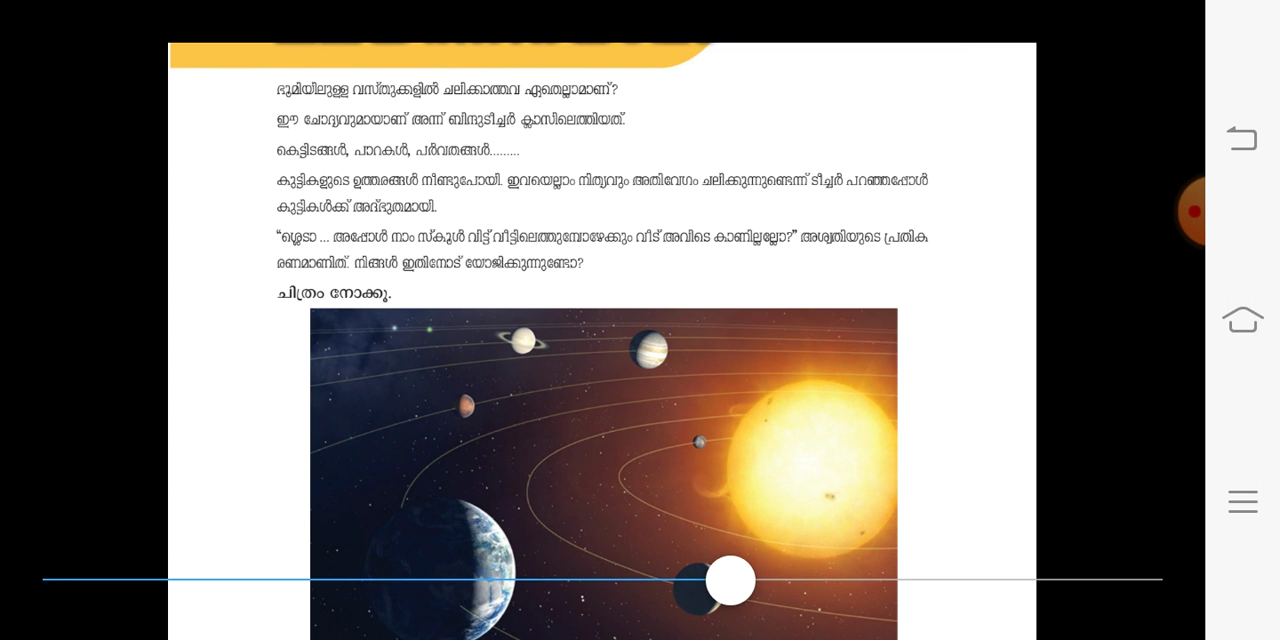 ഭൂമിയിലുള്ള വസ്തുക്കളിൽ ചലിക്കാത്തവ ഏതെല്ലാമാണ്?
ഈ ചോദ്യവുമായാണ് അന്ന് ബിന്ദുടീച്ചർ ക്ലാസിലെത്തിയത്.
കെട്ടിടങ്ങൾ, പാറകൾ, പർവതങ്ങൾ.........
കുട്ടികളുടെ ഉത്തരങ്ങൾ നീണ്ടുപോയി. ഇവയെല്ലാം നിത്യവും അതിവേഗം ചലിക്കുന്നുണ്ടെന്ന് ടീച്ചർ പറഞ്ഞപ്പോൾ
കുട്ടികൾക്ക് അദ്ഭുതമായി.
“ശ്ശെടാ ... അപ്പോൾ നാം സ്കൂൾ വിട്ട് വീട്ടിലെത്തുമ്പോഴേക്കും വീട് അവിടെ കാണില്ലല്ലോ?” അശ്വതിയുടെ പ്രതിക
രണമാണിത്. നിങ്ങൾ ഇതിനോട് യോജിക്കുന്നുണ്ടോ?
ചിത്രം നോക്കൂ.